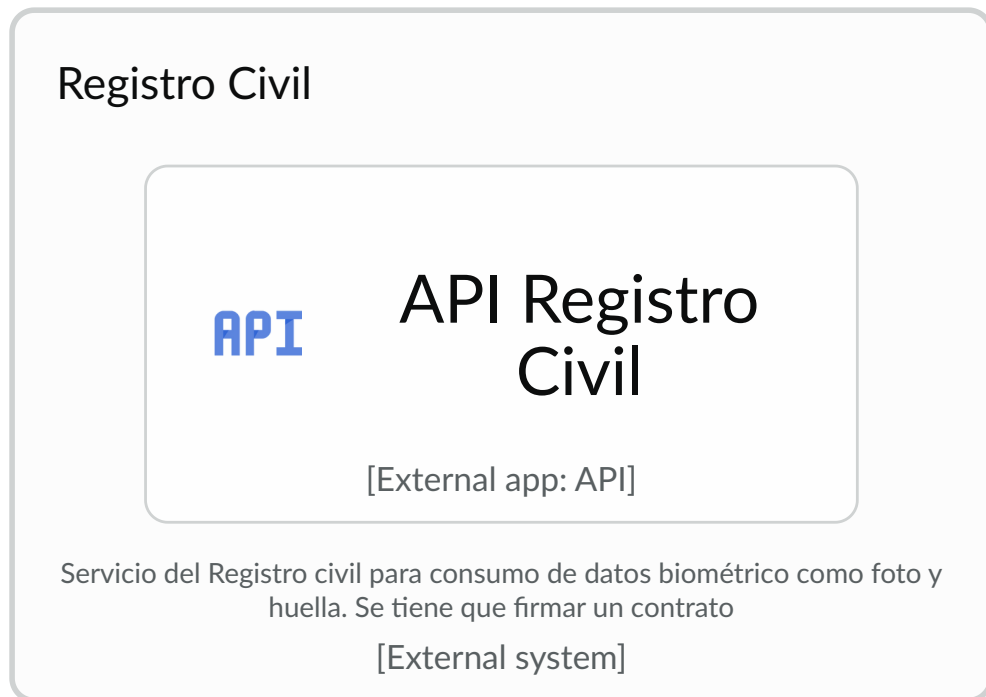 Registro Civil
API
API Registro
Civil
[External app: API]
Servicio del Registro civil para consumo de datos biométrico como foto y
huella. Se tiene que firmar un contrato
[External system]